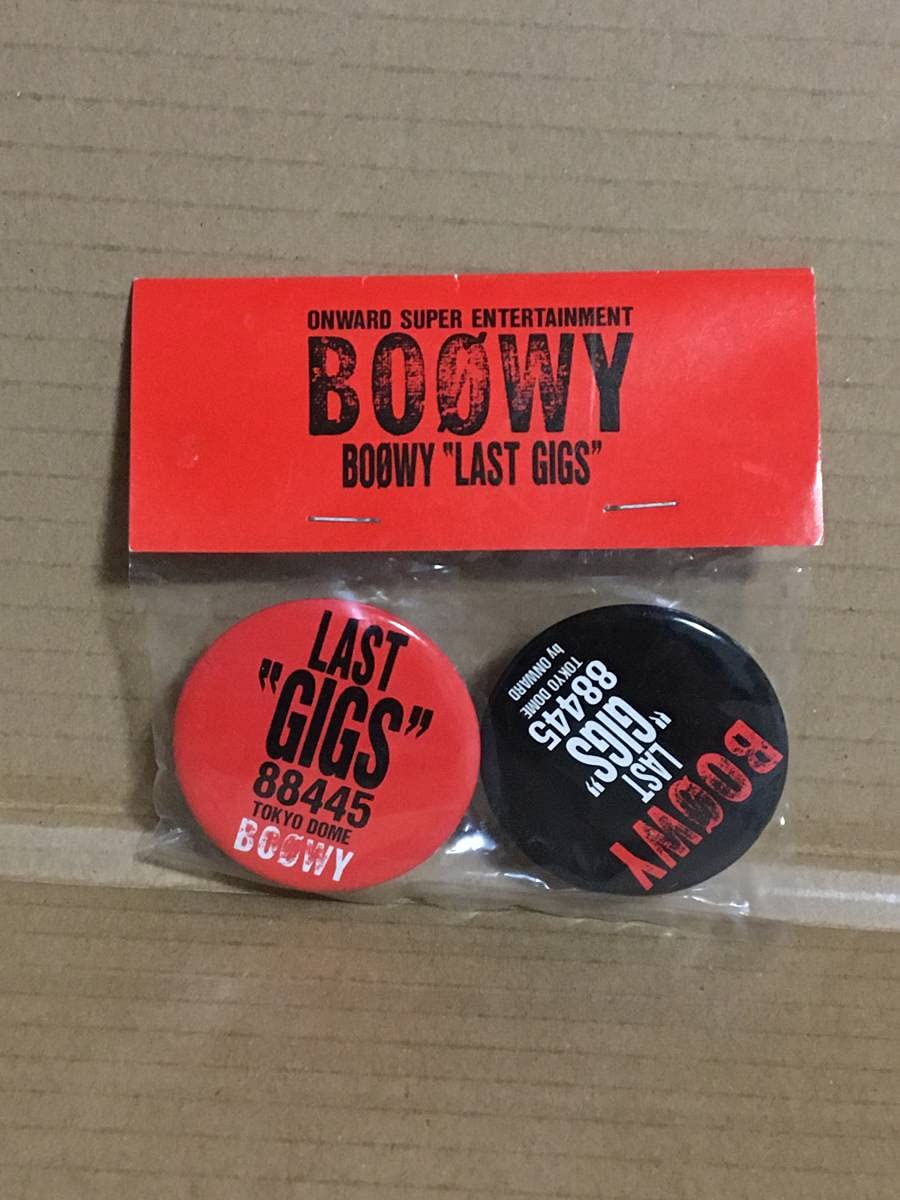 ONWARD SUPER ENTERTAINMENT
BOØWY
BOØWY "LAST GIGS"
LAST
"GIGS"
88445
TOKYO DOME
BOØWY
BOØWY
LAST
"GIGS"
88445
TOKYO DOME
by ONWARD